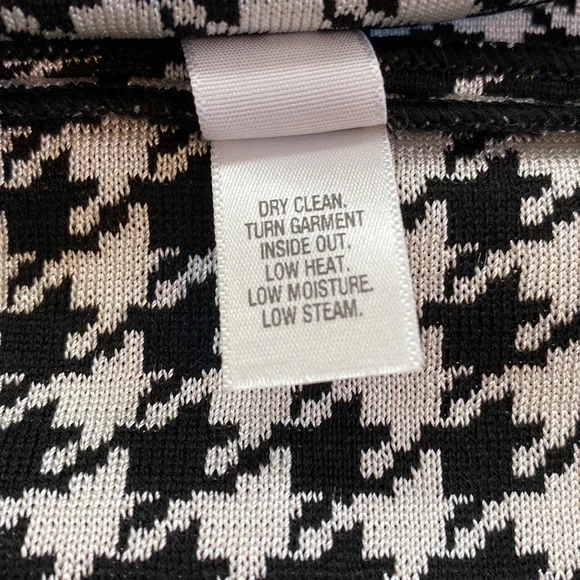 DRY CLEAN.
TURN GARMENT
INSIDE OUT.
LOW HEAT.
LOW MOISTURE.
LOW STEAM.